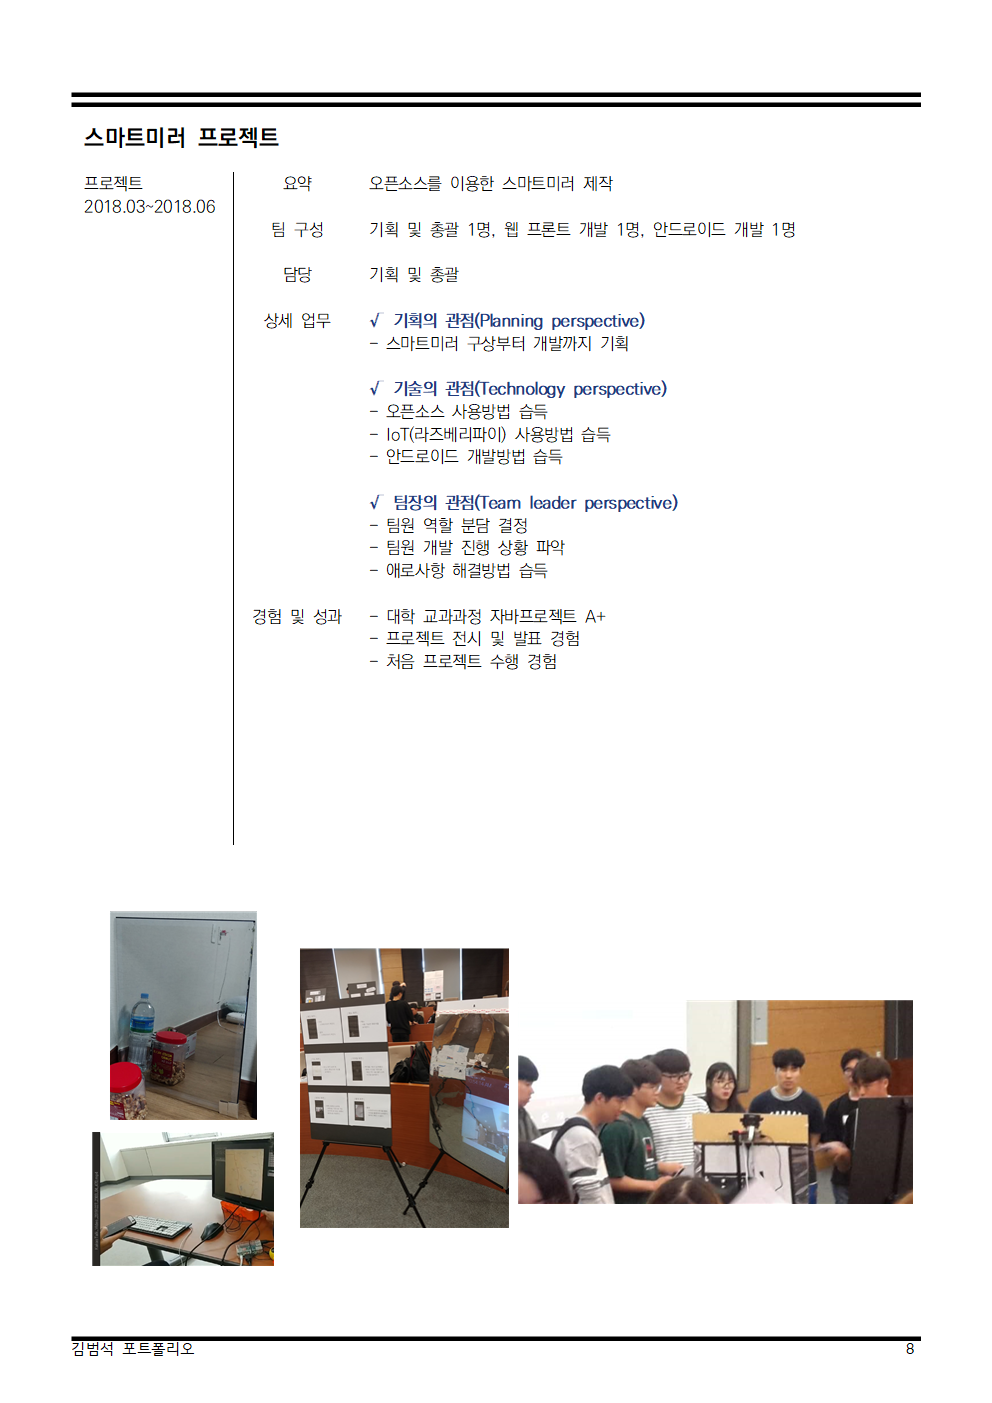 스마트미러 프로젝트
프로젝트
2018.03~2018.06
요약 오픈소스를 이용한 스마트미러 제작
팀 구성 기획 및 총괄 1명, 웹 프론트 개발 1명, 안드로이드 개발 1명
담당 기획 및 총괄
상세 업무 √ 기획의 관점(Planning perspective)
- 스마트미러 구상부터 개발까지 기획
√ 기술의 관점(Technology perspective)
- 오픈소스 사용방법 습득
- IoT(라즈베리파이) 사용방법 습득
- 안드로이드 개발방법 습득
√ 팀장의 관점(Team leader perspective)
- 팀원 역할 분담 결정
- 팀원 개발 진행 상황 파악
- 애로사항 해결방법 습득
경험 및 성과 - 대학 교과과정 자바프로젝트 A+
- 프로젝트 전시 및 발표 경험
- 처음 프로젝트 수행 경험
김범석 포트폴리오 8